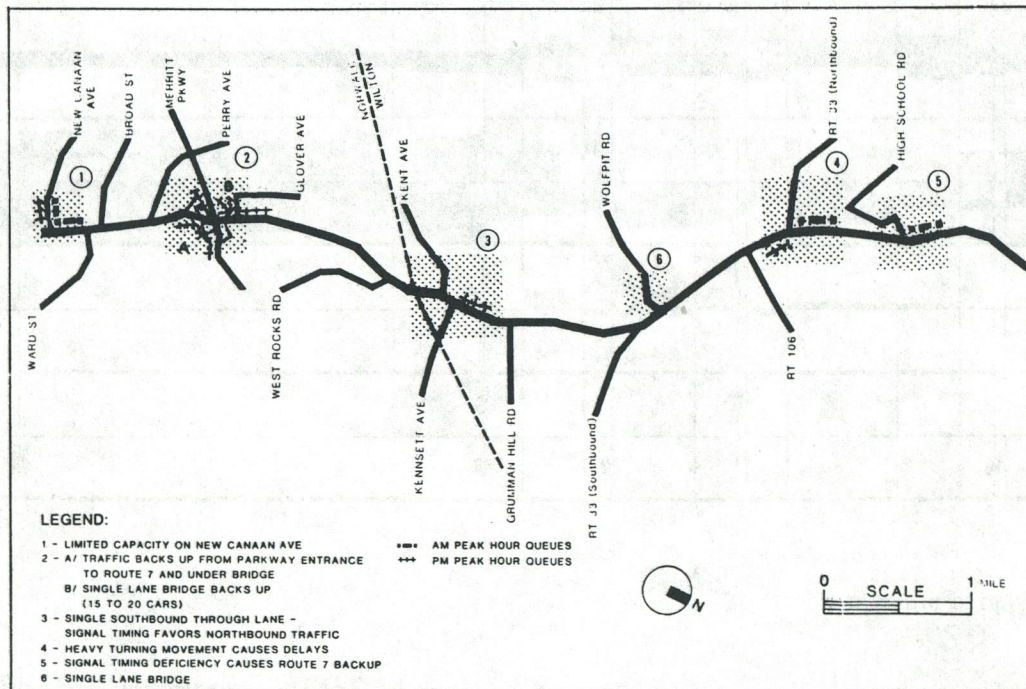 NEW CANAAN
AVE
BROAD ST
MERRITT
PKWY
PERRY AVE
GLOVER AVE
NORWALK
WILTON
KENT AVE
WOLFPIT RD
RT 33 (Northbound)
HIGH SCHOOL RD
1
2
A
B
3
4
5
6
WARD ST
WEST ROCKS RD
KENNSETT AVE
GRUMMAN HILL RD
RT 33 (Southbound)
RT 106
LEGEND:
1 - LIMITED CAPACITY ON NEW CANAAN AVE
2 - A/ TRAFFIC BACKS UP FROM PARKWAY ENTRANCE
TO ROUTE 7 AND UNDER BRIDGE
B/ SINGLE LANE BRIDGE BACKS UP
(15 TO 20 CARS)
3 - SINGLE SOUTHBOUND THROUGH LANE -
SIGNAL TIMING FAVORS NORTHBOUND TRAFFIC
4 - HEAVY TURNING MOVEMENT CAUSES DELAYS
5 - SIGNAL TIMING DEFICIENCY CAUSES ROUTE 7 BACKUP
6 - SINGLE LANE BRIDGE
AM PEAK HOUR QUEUES
PM PEAK HOUR QUEUES
N
0 SCALE 1 MILE